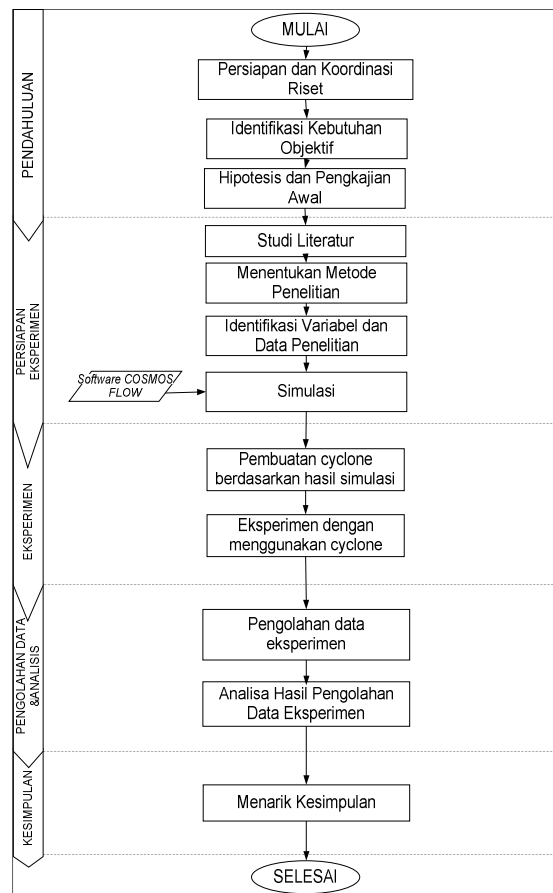 MULAI
PENDAHULUAN
Persiapan dan Koordinasi
Riset
Identifikasi Kebutuhan
Objektif
Hipotesis dan Pengkajian
Awal
PERSIAPAN
EKSPERIMEN
Studi Literatur
Menentukan Metode
Penelitian
Identifikasi Variabel dan
Data Penelitian
Software COSMOS
FLOW
Simulasi
EKSPERIMEN
Pembuatan cyclone
berdasarkan hasil simulasi
Eksperimen dengan
menggunakan cyclone
PENGOLAHAN DATA
&ANALISIS
Pengolahan data
eksperimen
Analisa Hasil Pengolahan
Data Eksperimen
KESIMPULAN
Menarik Kesimpulan
SELESAI